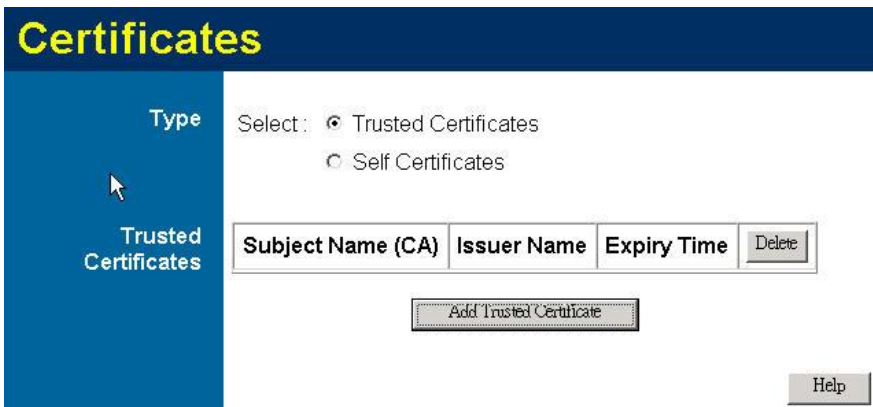 Certificates
Type
Select : Trusted Certificates
Self Certificates
Trusted
Certificates
Subject Name (CA) Issuer Name Expiry Time Delete
Add Trusted Certificate
Help